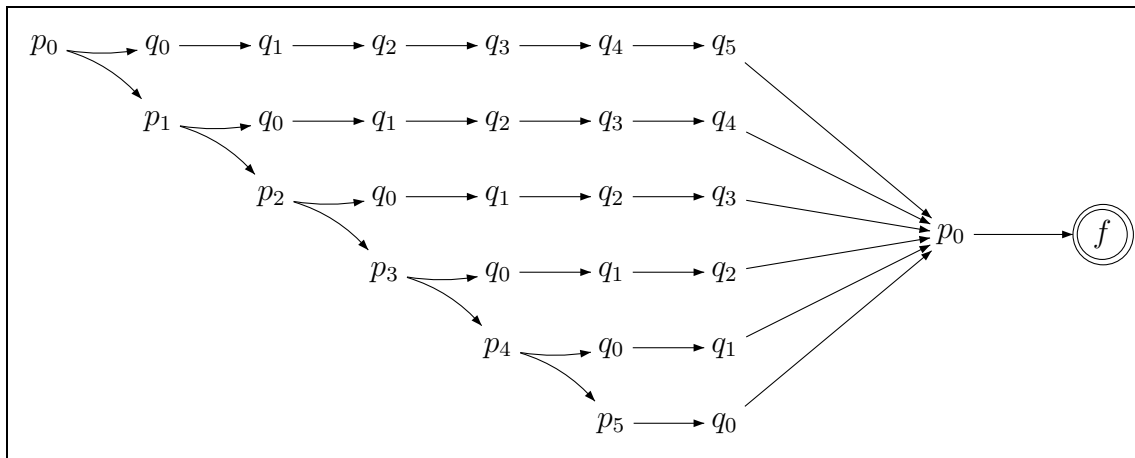 p₀ q₀ q₁ q₂ q₃ q₄ q₅
p₁ q₀ q₁ q₂ q₃ q₄
p₂ q₀ q₁ q₂ q₃
p₀ f
p₃ q₀ q₁ q₂
p₄ q₀ q₁
p₅ q₀